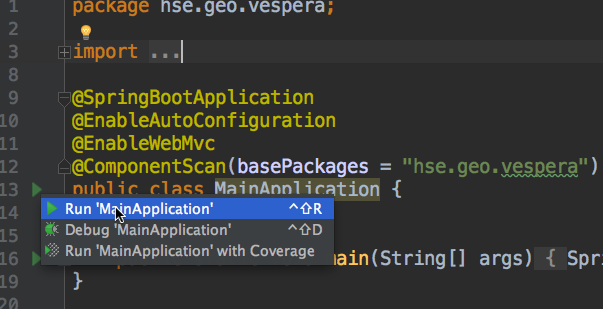 1 package hse.geo.vespera;
2
3 import ...
8
9 @SpringBootApplication
10 @EnableAutoConfiguration
11 @EnableWebMvc
12 @ComponentScan(basePackages = "hse.geo.vespera")
13 public class MainApplication {
14 Run 'MainApplication' ^⇧R
15 Debug 'MainApplication' ^⇧D
Run 'MainApplication' with Coverage
16 main(String[] args) { Spr
19 }
20